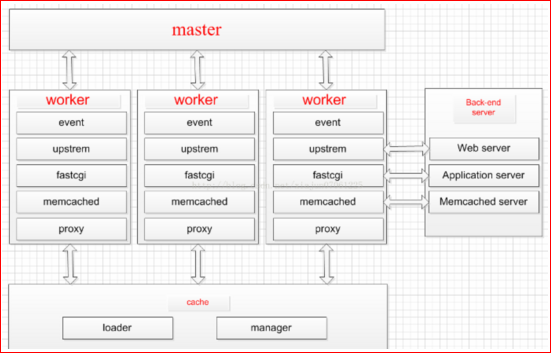 master
worker
event
upstrem
fastcgi
memcached
proxy
worker
event
upstrem
fastcgi
memcached
proxy
worker
event
upstrem
fastcgi
memcached
proxy
Back-end
server
Web server
Application server
Memcached server
cache
loader
manager